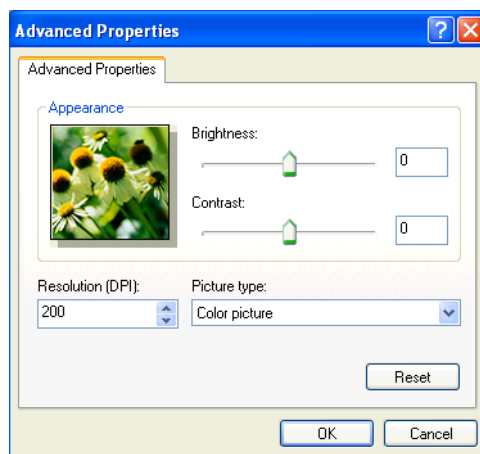 Advanced Properties
Advanced Properties
Appearance
Brightness:
0
Contrast:
0
Resolution (DPI):
200
Picture type:
Color picture
Reset
OK
Cancel